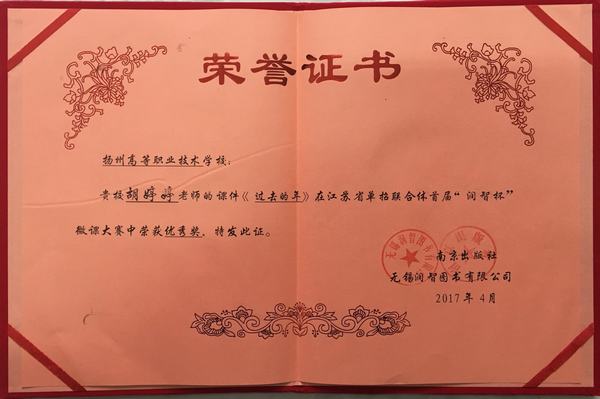 荣誉证书
扬州高等职业技术学校：
贵校胡婷婷老师的课件《过去的年》在江苏省单招联合体首届“润智杯”
微课大赛中荣获优秀奖，特发此证。
南京出版社
无锡润智图书有限公司
2017年4月